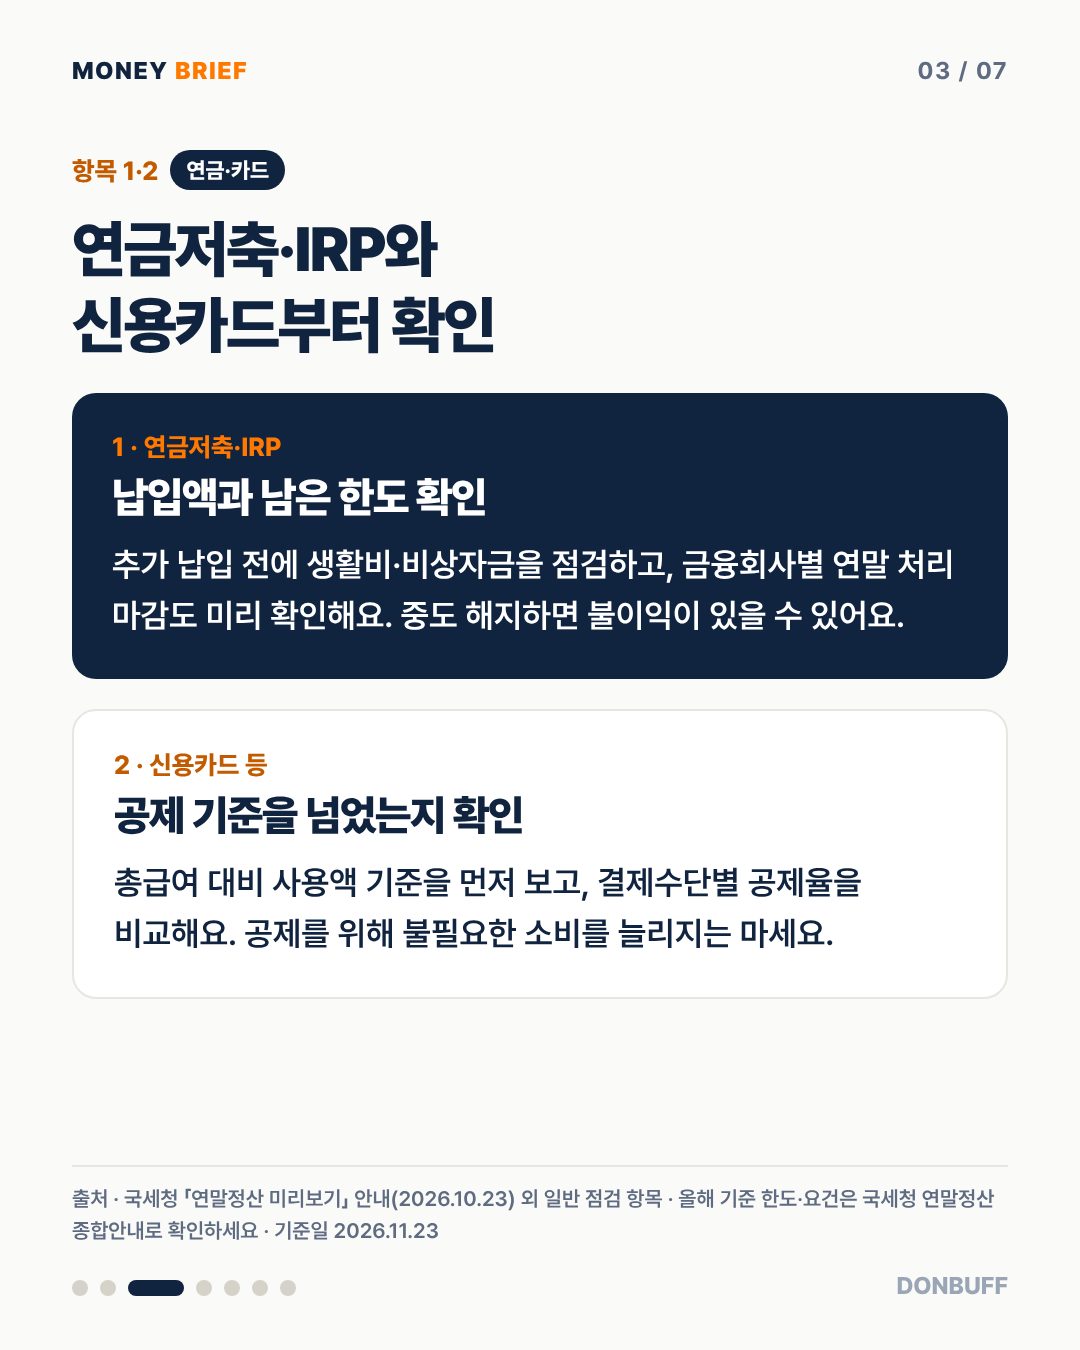 MONEY BRIEF
03 / 07
항목 1·2 연금·카드
연금저축·IRP와
신용카드부터 확인
1 · 연금저축·IRP
납입액과 남은 한도 확인
추가 납입 전에 생활비·비상자금을 점검하고, 금융회사별 연말 처리
마감도 미리 확인해요. 중도 해지하면 불이익이 있을 수 있어요.
2 · 신용카드 등
공제 기준을 넘었는지 확인
총급여 대비 사용액 기준을 먼저 보고, 결제수단별 공제율을
비교해요. 공제를 위해 불필요한 소비를 늘리지는 마세요.
출처 · 국세청 「연말정산 미리보기」 안내(2026.10.23) 외 일반 점검 항목 · 올해 기준 한도·요건은 국세청 연말정산
종합안내로 확인하세요 · 기준일 2026.11.23
DONBUFF